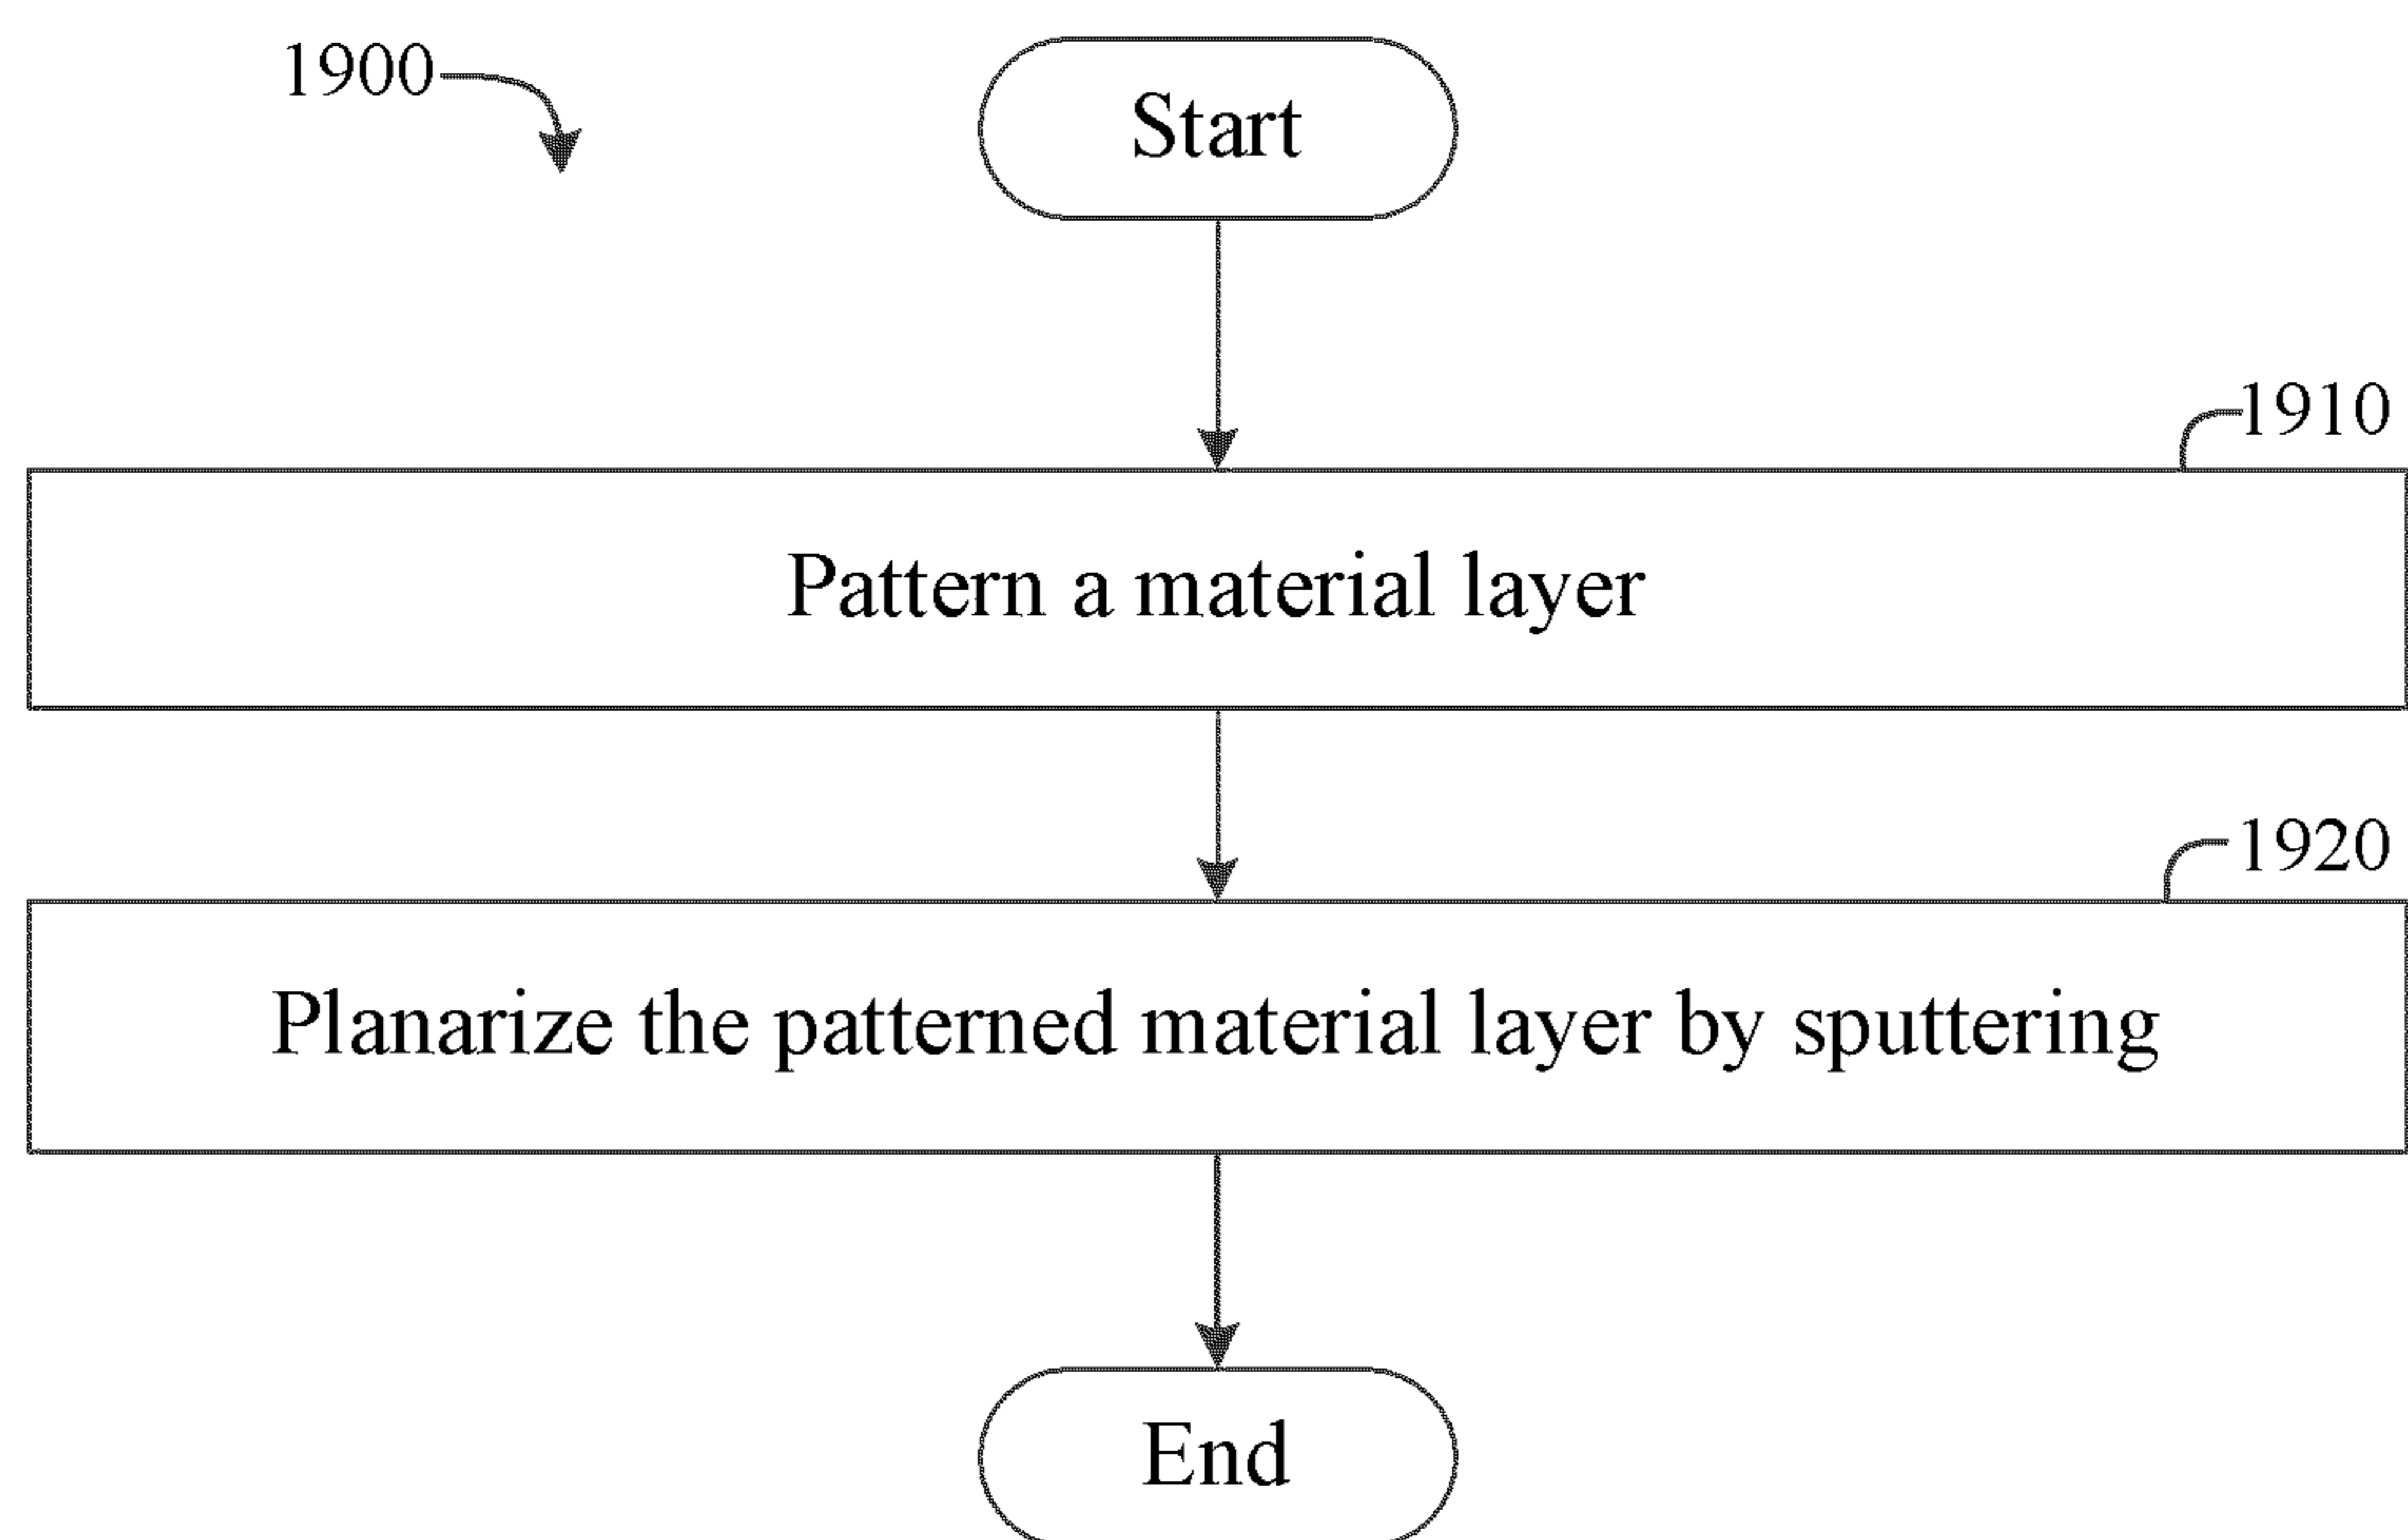 1900
Start
1910
Pattern a material layer
1920
Planarize the patterned material layer by sputtering
End